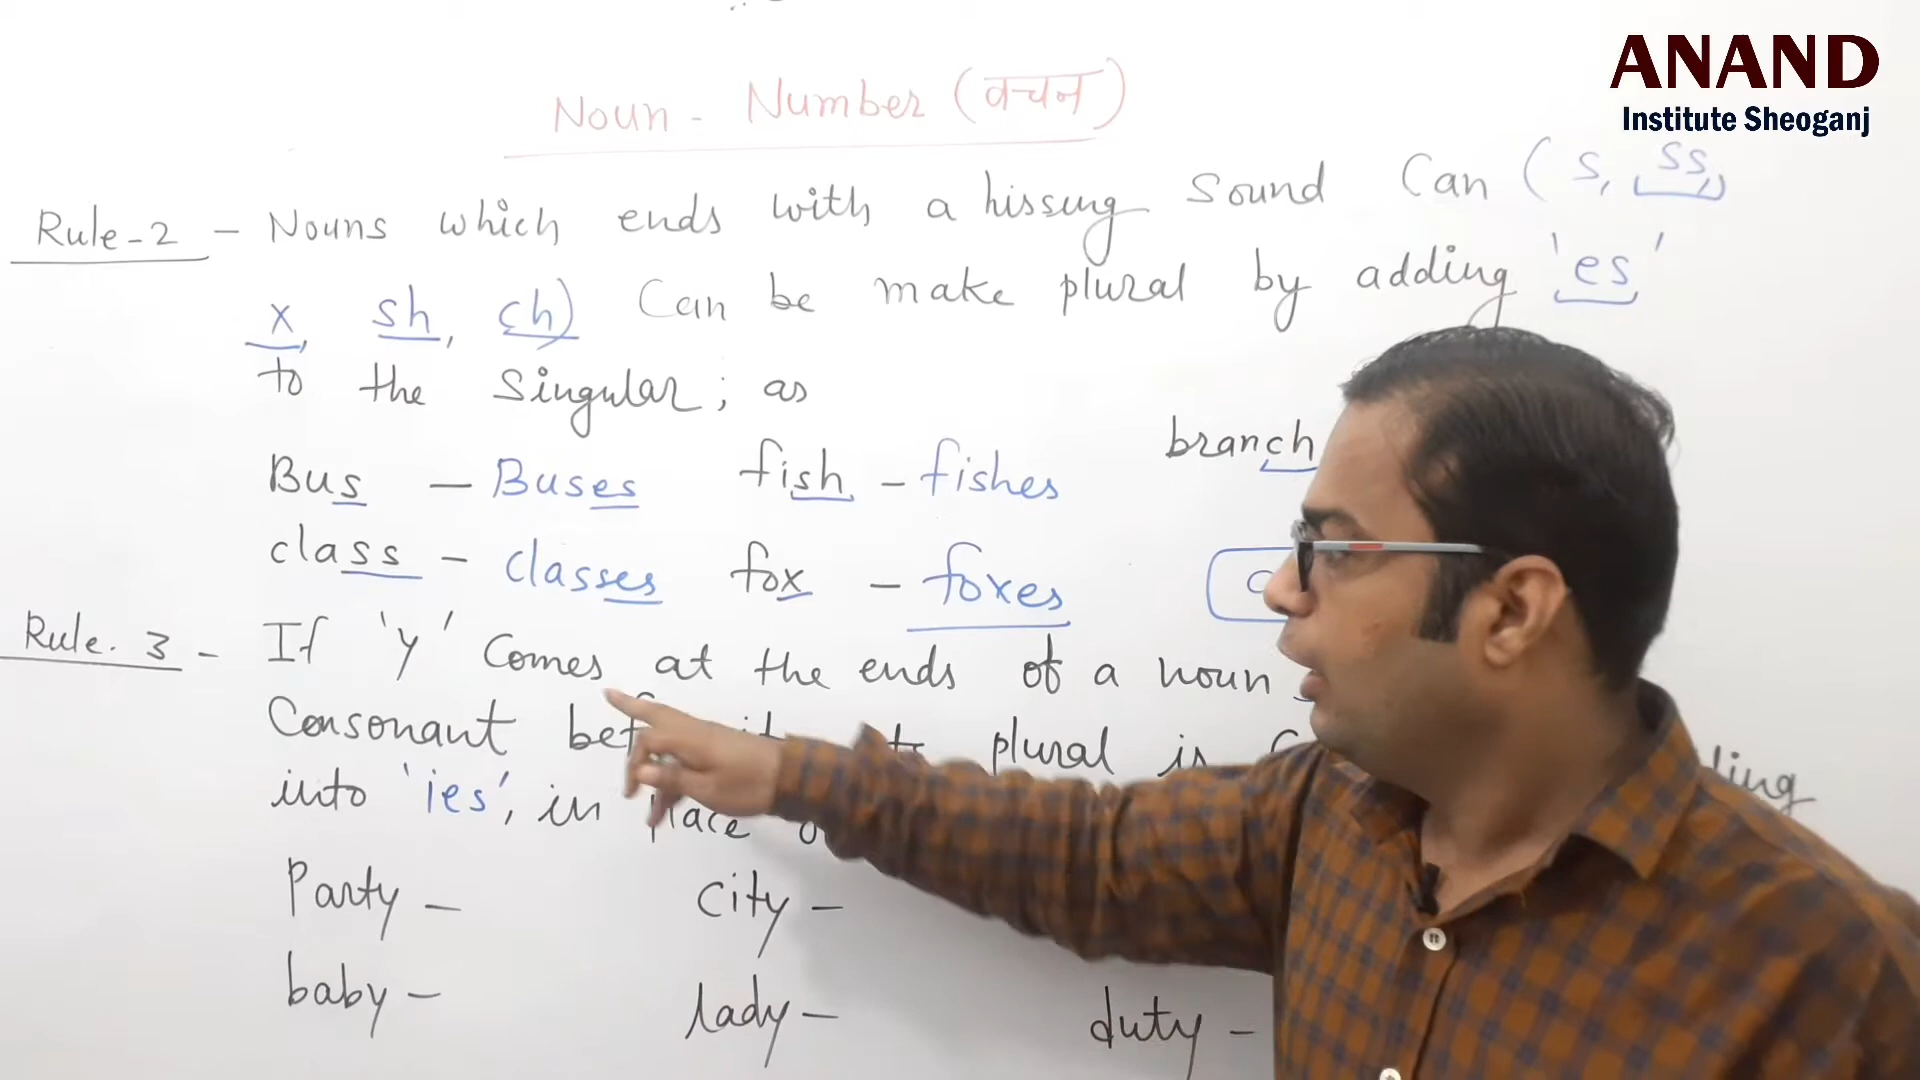 ANAND
Institute Sheoganj
Noun - Number (वचन)
Rule-2 - Nouns which ends with a hissing Sound Can (s, ss,
x, sh, ch) Can be make plural by adding 'es'
to the Singular; as
Bus - Buses fish - fishes branch
class - classes fox - foxes
Rule. 3 - If 'y' Comes at the ends of a noun
Consonant plural is
into 'ies', in place
Party - City -
baby - lady - duty -